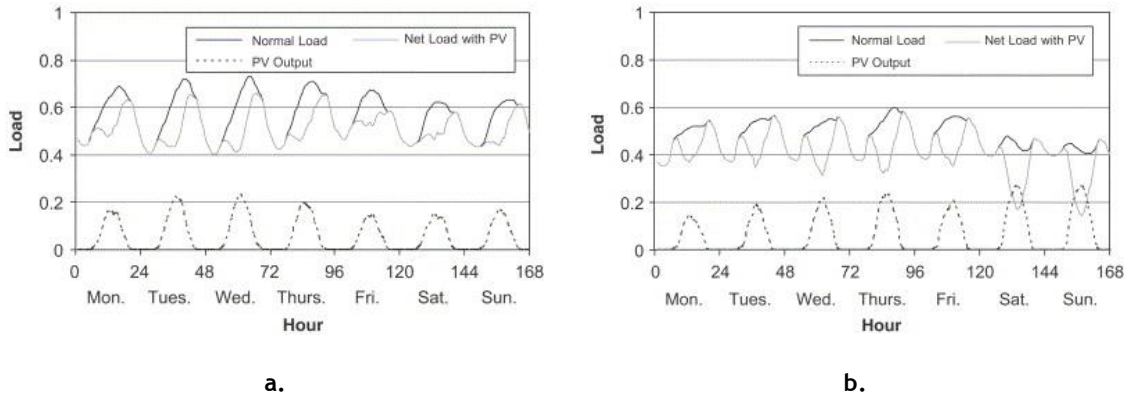 1
Normal Load
Net Load with PV
PV Output
0.8
0.6
0.4
0.2
0
Load
0 24 48 72 96 120 144 168
Mon. Tues. Wed. Thurs. Fri. Sat. Sun.
Hour
a.
1
Normal Load
Net Load with PV
PV Output
0.8
0.6
0.4
0.2
0
Load
0 24 48 72 96 120 144 168
Mon. Tues. Wed. Thurs. Fri. Sat. Sun.
Hour
b.